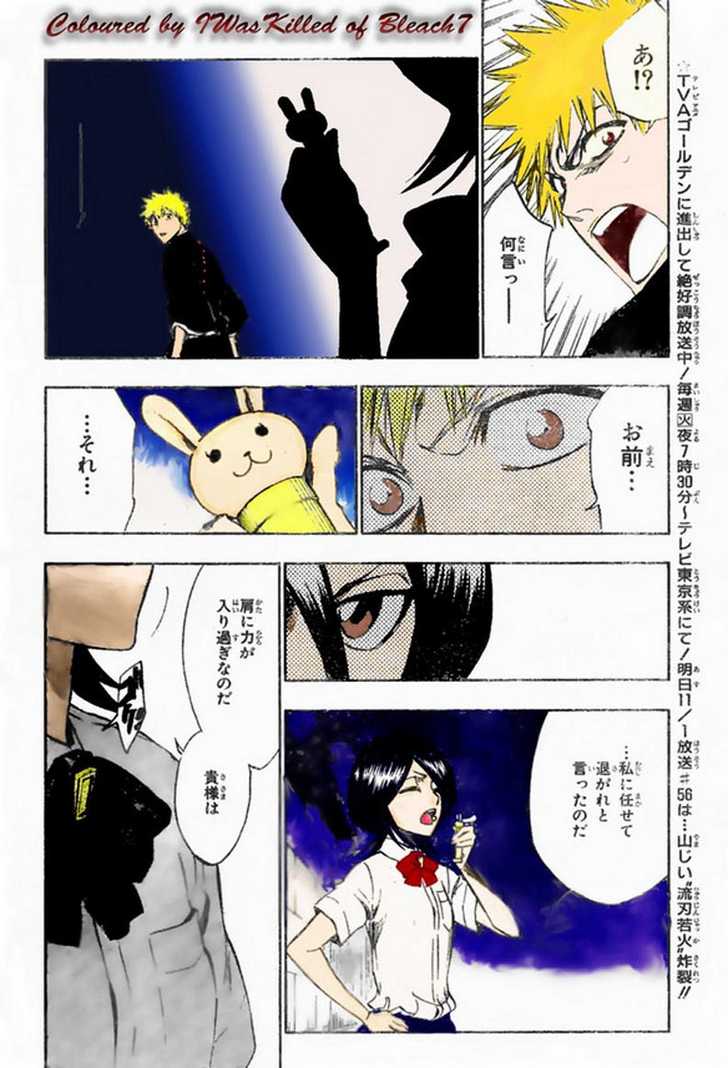 Coloured by IWasKilled of Bleach7
☆TVAゴールデンに進出して絶好調放送中！毎週火夜7時30分〜テレビ東京系にて！明日11/1放送#56は…山じい“流刃若火”炸裂!!
あ!?
何言っ――
お前…
…それ…
…私に任せて
退がれと
言ったのだ
肩に力が
入り過ぎなのだ
貴様は